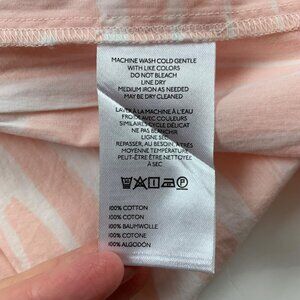 MACHINE WASH COLD GENTLE
WITH LIKE COLORS
DO NOT BLEACH
LINE DRY
MEDIUM IRON AS NEEDED
MAY BE DRY CLEANED
LAVER À LA MACHINE À L'EAU
FROIDE AVEC COULEURS
SIMILAIRES CYCLE DÉLICAT
NE PAS BLANCHIR
LIGNE SEC
REPASSER, AU BESOIN, À FER
MOYENNE TEMPÉRATURE
PEUT-ÊTRE ÊTRE NETTOYÉE
À SEC
P
100% COTTON
100% COTON
100% BAUMWOLLE
100% COTONE
100% ALGODÓN